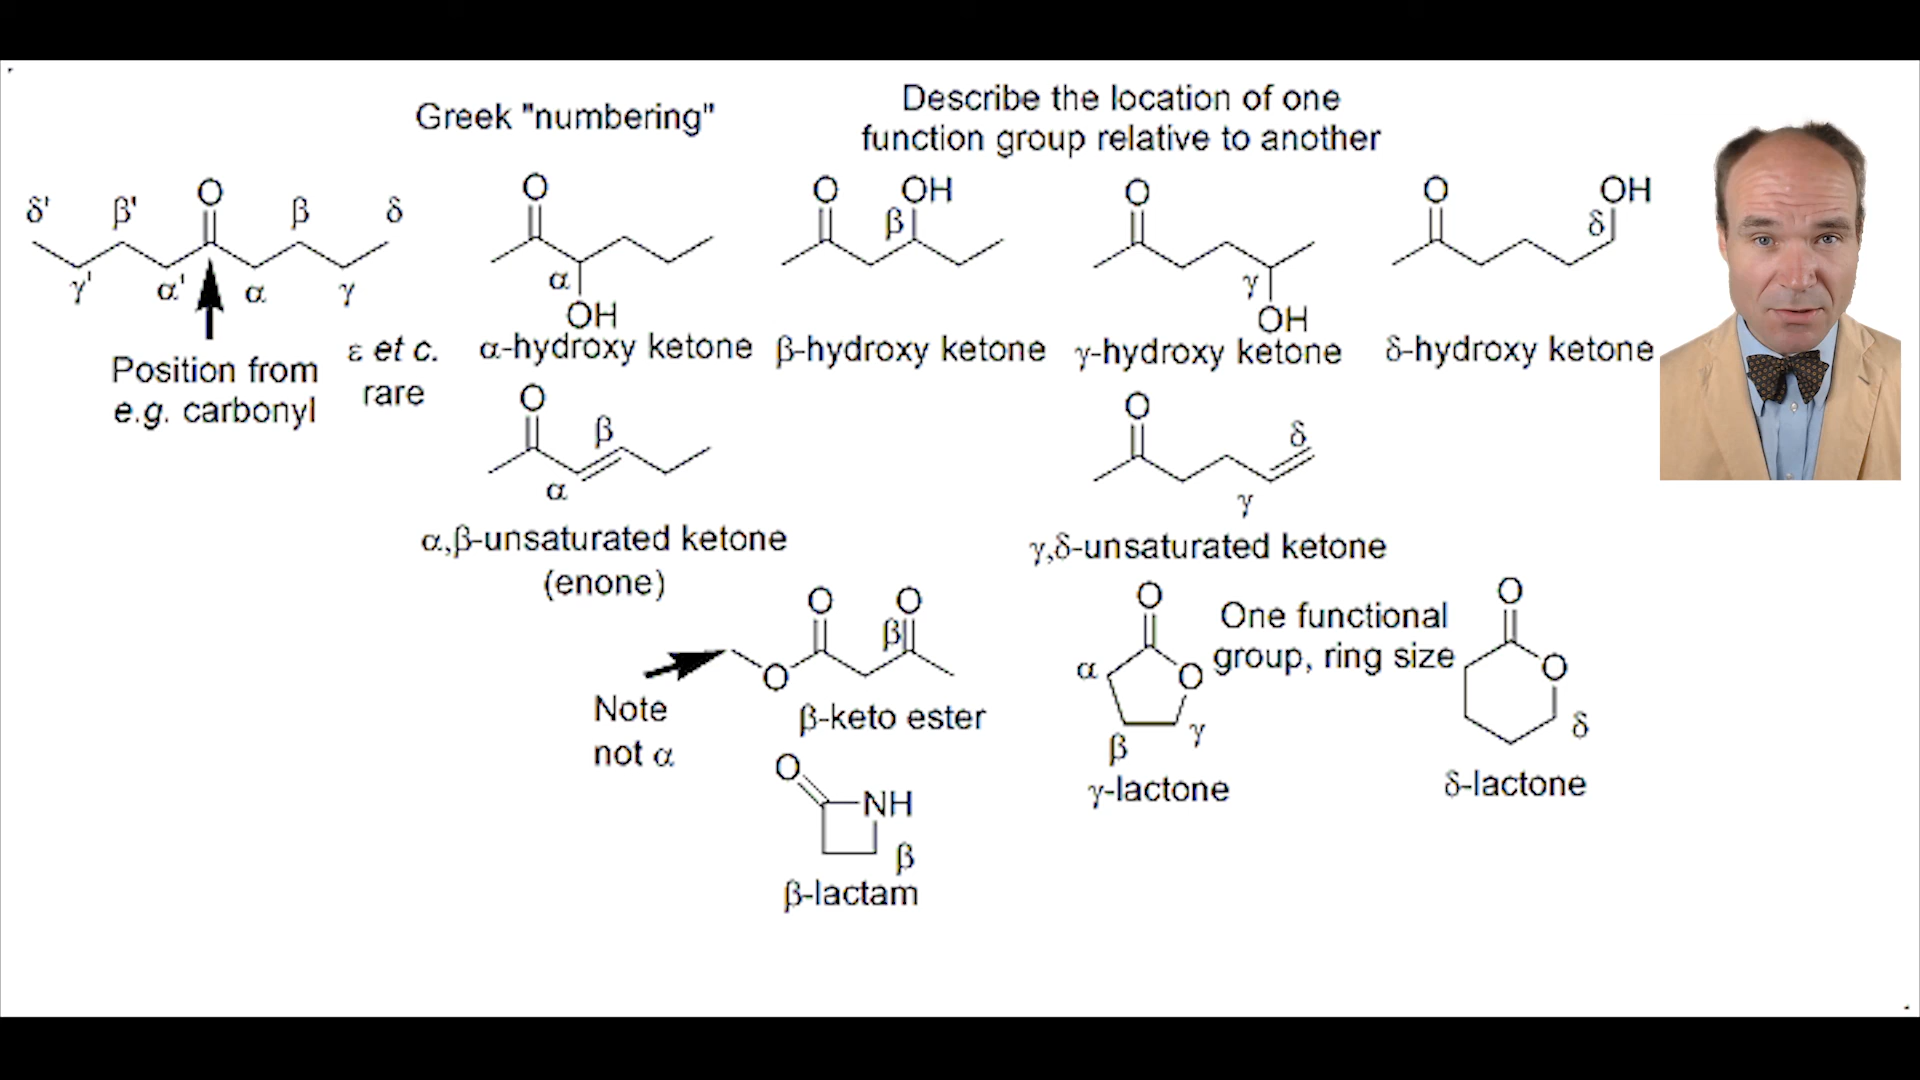 Greek "numbering"
Describe the location of one
function group relative to another
δ' β' O β δ
γ' α' α γ
Position from
e.g. carbonyl
ε et c.
rare
O
α
OH
α-hydroxy ketone
O OH
β
β-hydroxy ketone
O
γ
OH
γ-hydroxy ketone
O OH
δ
δ-hydroxy ketone
O
β
α
α,β-unsaturated ketone
(enone)
O
δ
γ
γ,δ-unsaturated ketone
O O
β
O
Note
not α
β-keto ester
O
α O
β γ
γ-lactone
One functional
group, ring size
O
O
δ
δ-lactone
O
NH
β
β-lactam